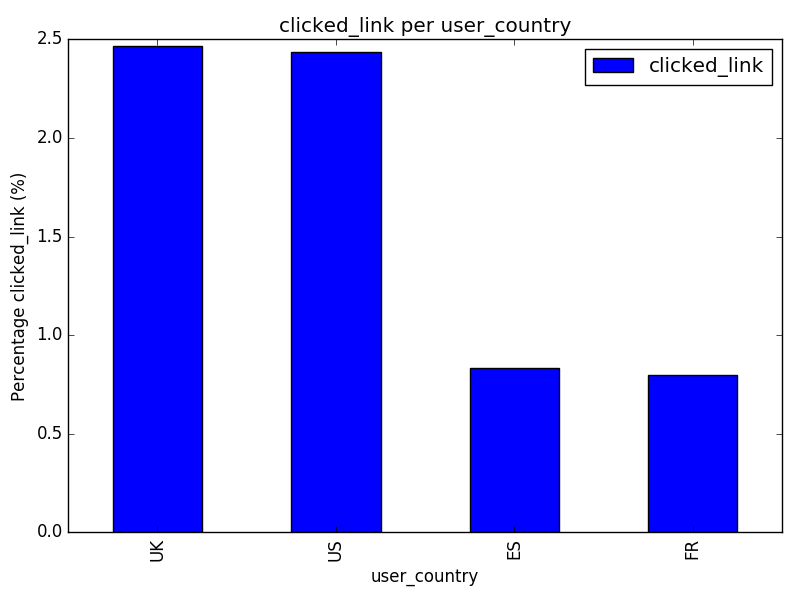 clicked_link per user_country
clicked_link
Percentage clicked_link (%)
2.5
2.0
1.5
1.0
0.5
0.0
UK
US
ES
FR
user_country